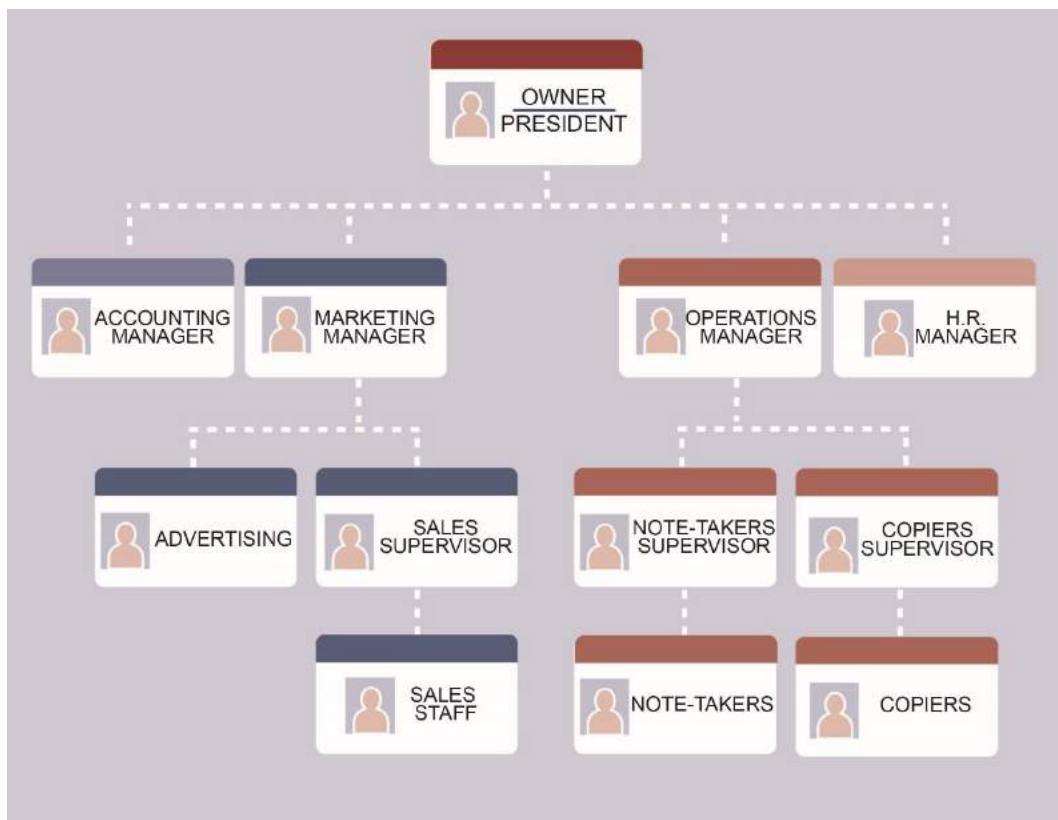 OWNER
PRESIDENT
ACCOUNTING
MANAGER
MARKETING
MANAGER
OPERATIONS
MANAGER
H.R.
MANAGER
ADVERTISING
SALES
SUPERVISOR
NOTE-TAKERS
SUPERVISOR
COPIERS
SUPERVISOR
SALES
STAFF
NOTE-TAKERS
COPIERS